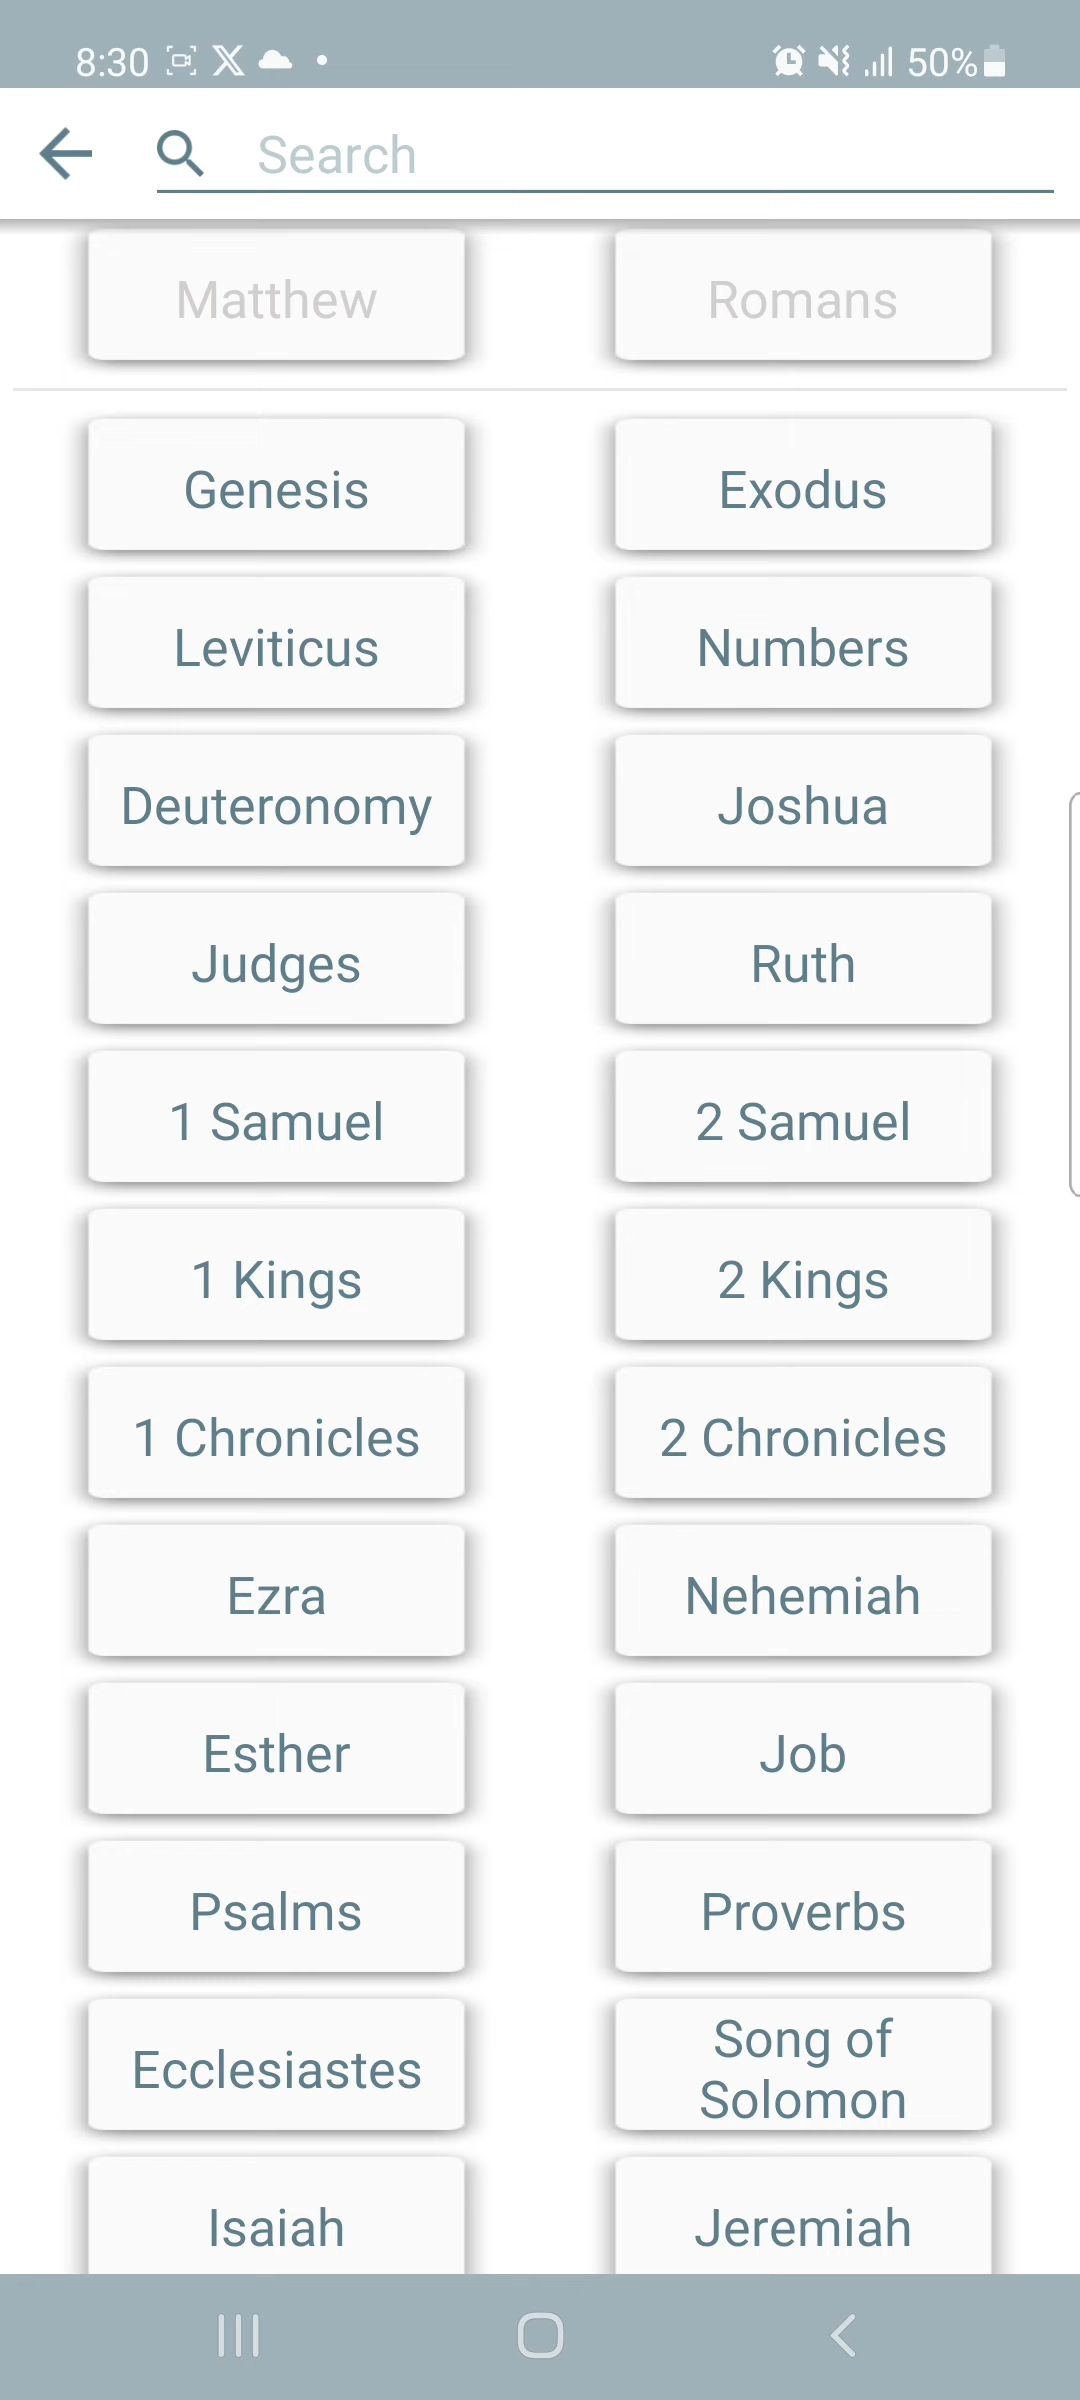 8:30
50%
Search
Matthew
Romans
Genesis
Exodus
Leviticus
Numbers
Deuteronomy
Joshua
Judges
Ruth
1 Samuel
2 Samuel
1 Kings
2 Kings
1 Chronicles
2 Chronicles
Ezra
Nehemiah
Esther
Job
Psalms
Proverbs
Ecclesiastes
Song of
Solomon
Isaiah
Jeremiah